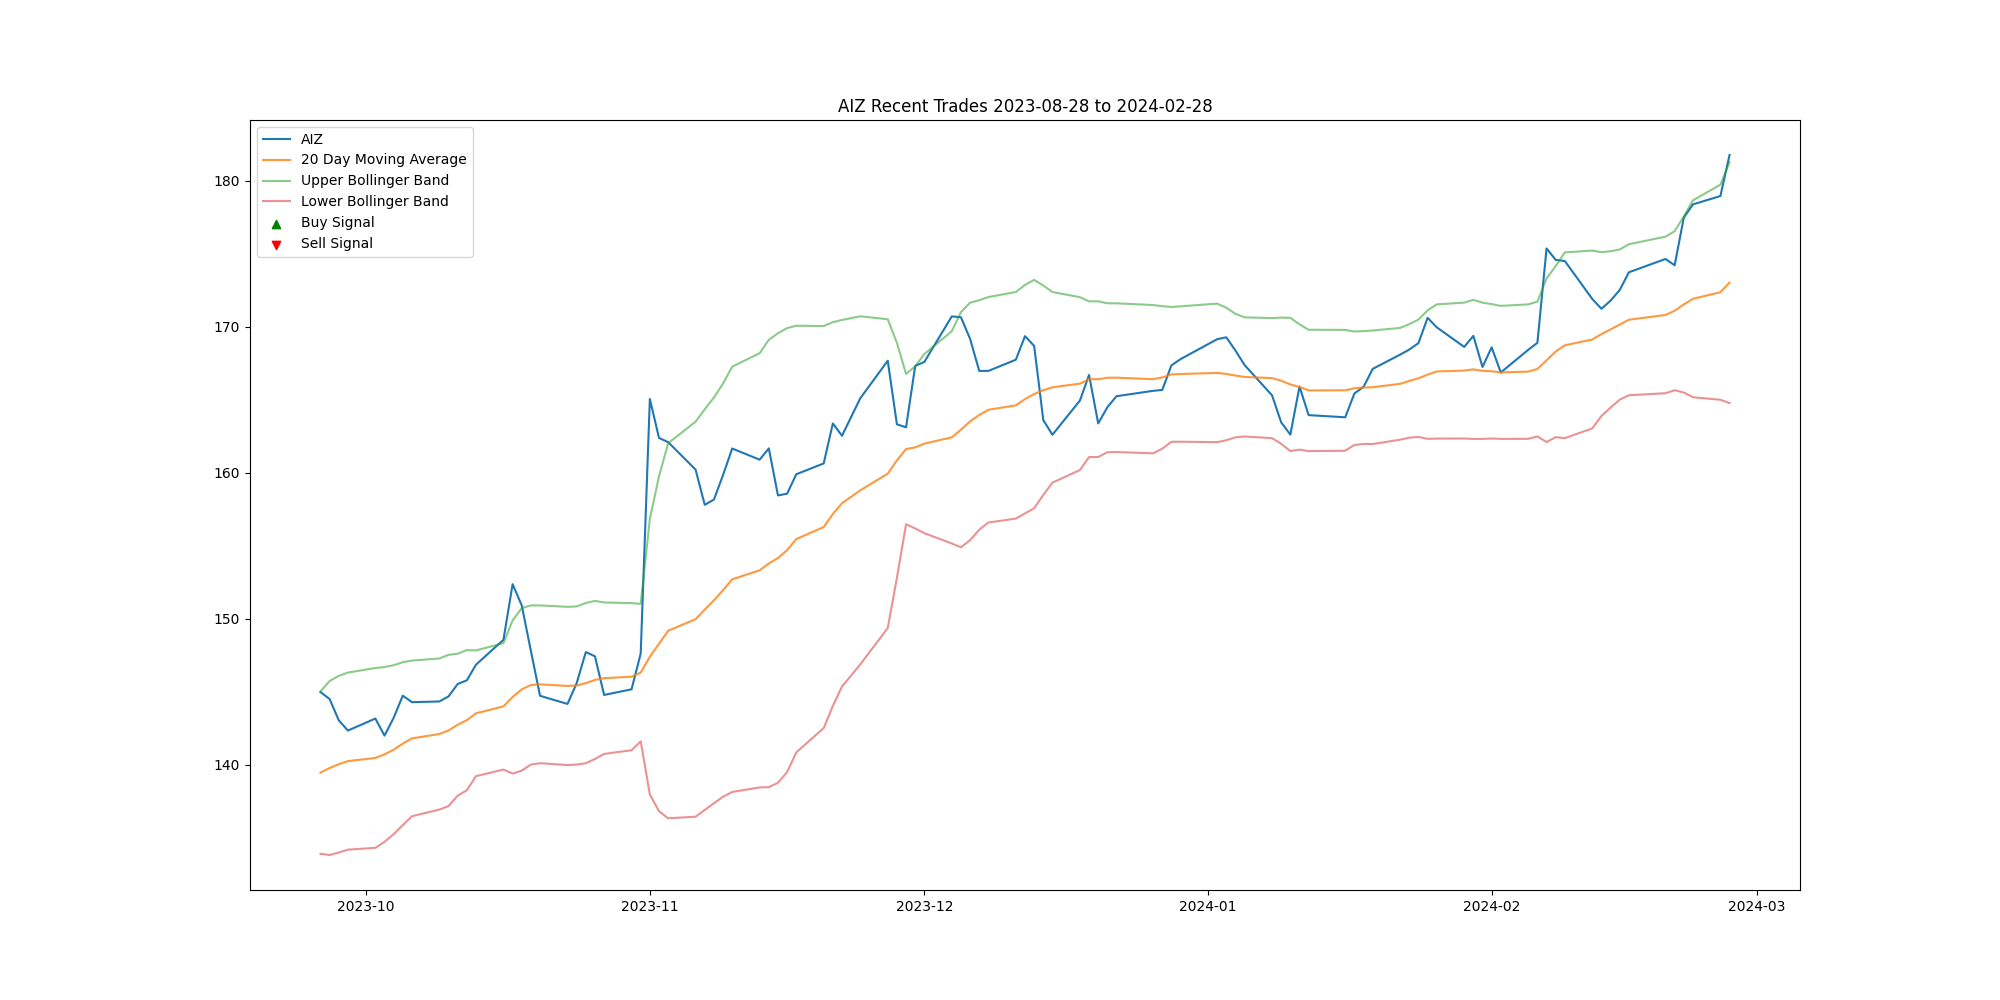 AIZ Recent Trades 2023-08-28 to 2024-02-28
AIZ
20 Day Moving Average
Upper Bollinger Band
Lower Bollinger Band
Buy Signal
Sell Signal
180
170
160
150
140
2023-10 2023-11 2023-12 2024-01 2024-02 2024-03